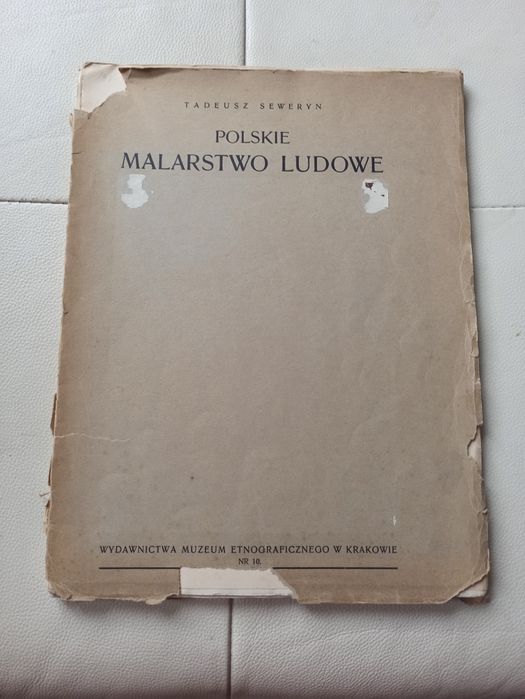 TADEUSZ SEWERYN
POLSKIE
MALARSTWO LUDOWE
WYDAWNICTWA MUZEUM ETNOGRAFICZNEGO W KRAKOWIE
NR 10.